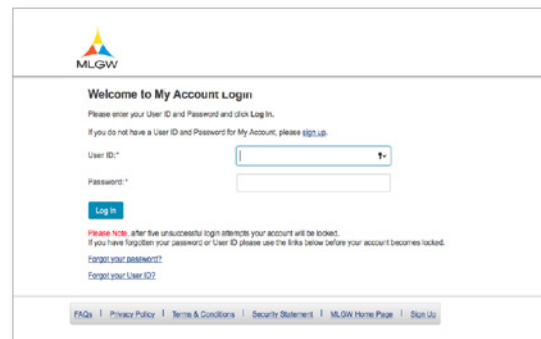 MLGW
Welcome to My Account Login
Please enter your User ID and Password and click Log In.
If you do not have a User ID and Password for My Account, please sign up.
User ID:*
Password:*
Log In
Please Note, after five unsuccessful login attempts your account will be locked.
If you have forgotten your password or User ID please use the links below before your account becomes locked.
Forgot your password?
Forgot your User ID?
FAQs | Privacy Policy | Terms & Conditions | Security Statement | MLGW Home Page | Sign Up